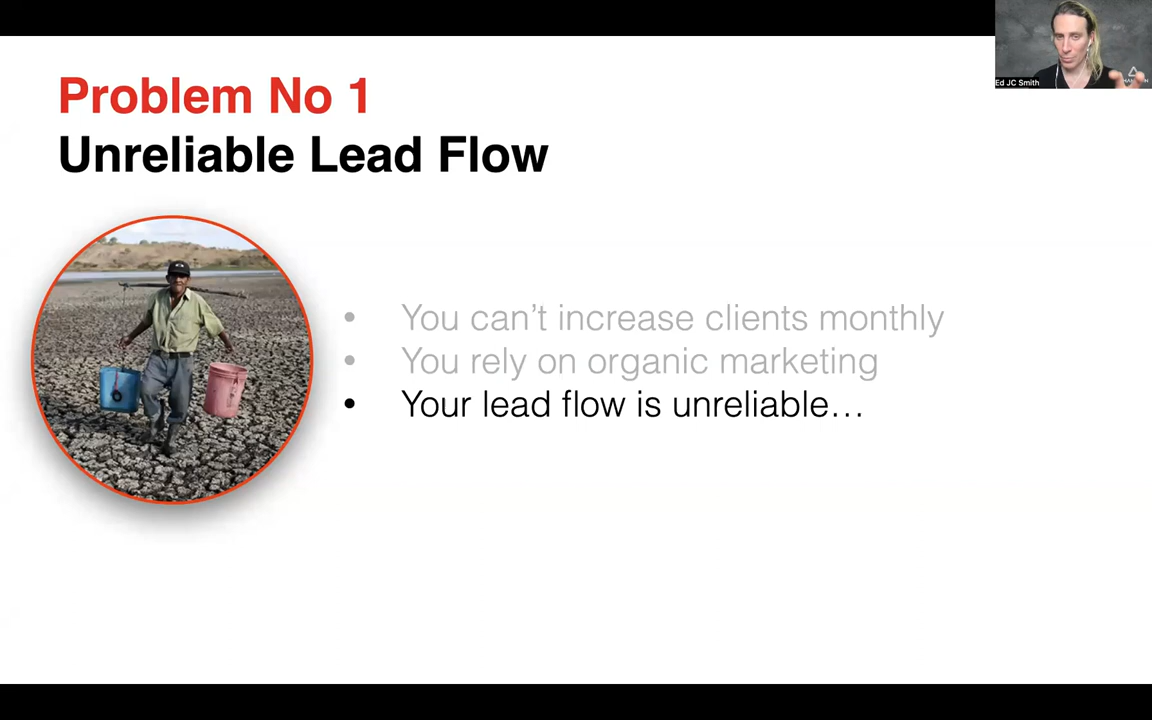 Problem No 1
Unreliable Lead Flow
• You can't increase clients monthly
• You rely on organic marketing
• Your lead flow is unreliable…
Ed JC Smith